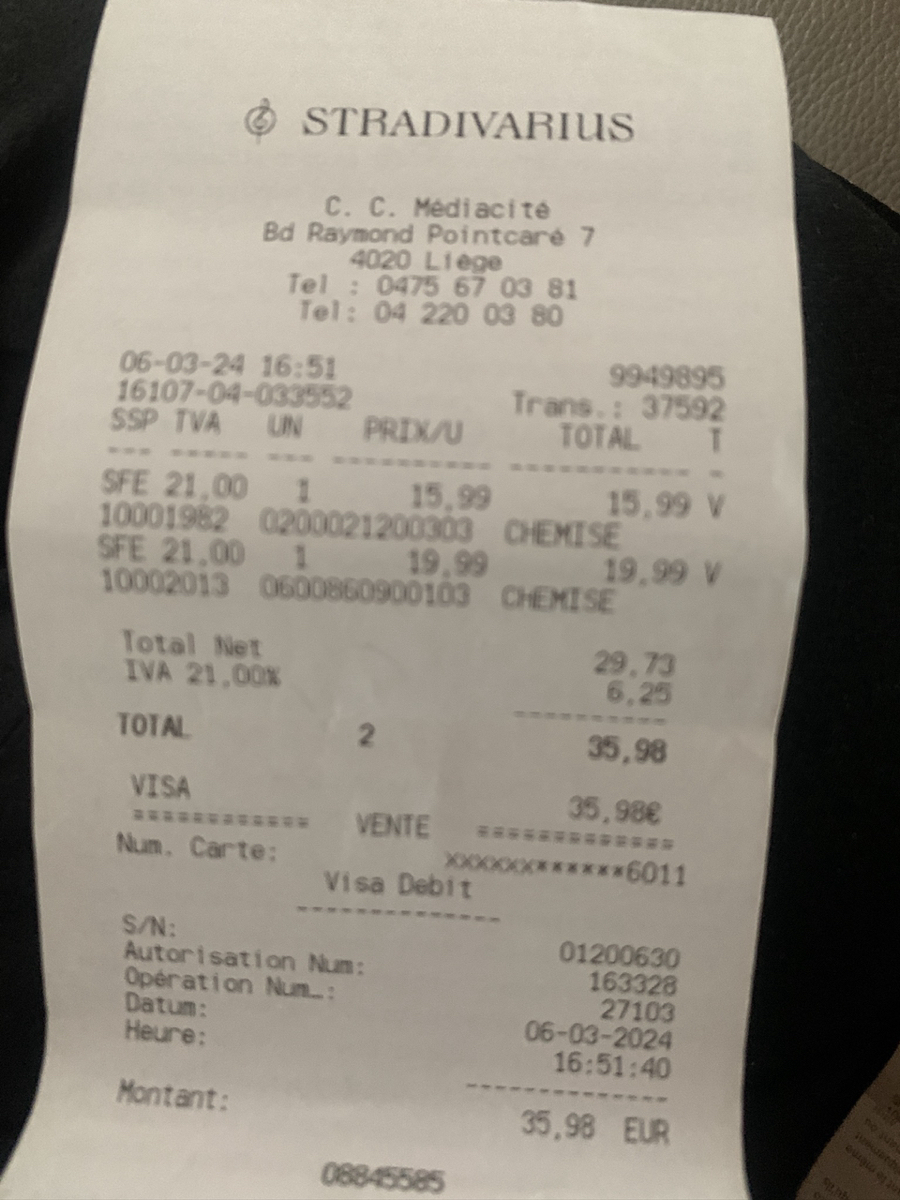 STRADIVARIUS
C. C. Médiacité
Bd Raymond Pointcaré 7
4020 Liège
Tel : 0475 67 03 81
Tel: 04 220 03 80
06-03-24 16:51 9949895
16107-04-033552 Trans.: 37592
SSP TVA UN PRIX/U TOTAL T
SFE 21,00 1 15,99 15,99 V
10001982 0200021200303 CHEMISE
SFE 21,00 1 19,99 19,99 V
10002013 0600860900103 CHEMISE
Total Net 29,73
IVA 21,00% 6,25
TOTAL 2 35,98
VISA 35,98€
============ VENTE =============
Num. Carte: XXXXXX******6011
Visa Debit
S/N: 01200630
Autorisation Num: 163328
Opération Num.: 27103
Datum: 06-03-2024
Heure: 16:51:40
Montant: 35,98 EUR
08845585